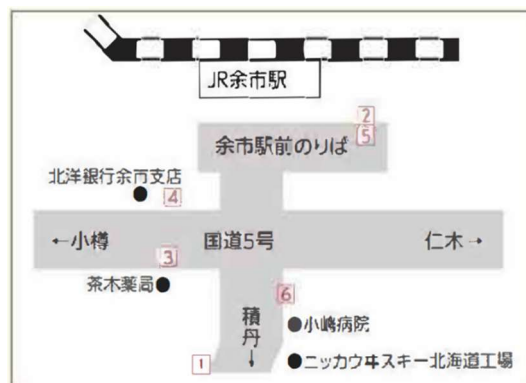 JR余市駅
2
5
余市駅前のりば
北洋銀行余市支店
4
←小樽
国道5号
仁木→
3
茶木薬局
6
積丹
↓
小嶋病院
ニッカウヰスキー北海道工場
1